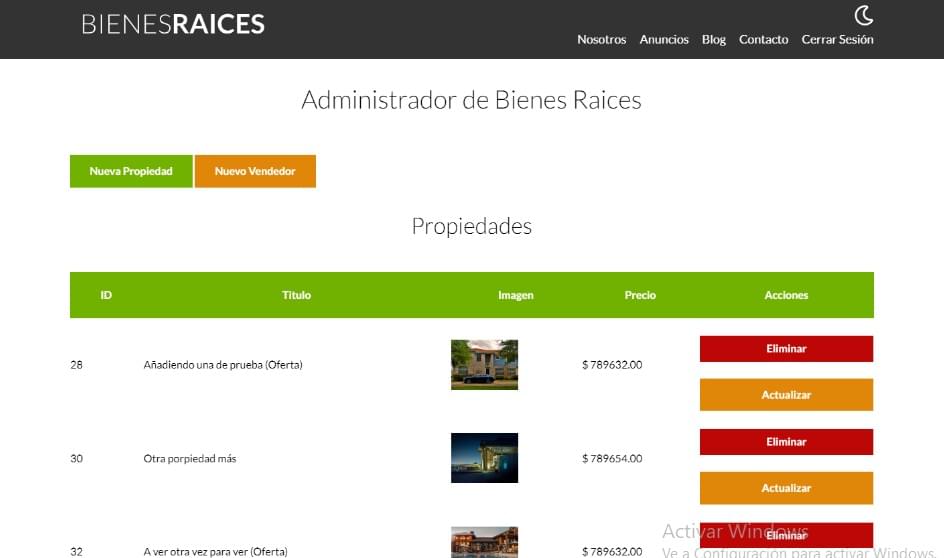 BIENESRAICES
Nosotros Anuncios Blog Contacto Cerrar Sesión
Administrador de Bienes Raices
Nueva Propiedad Nuevo Vendedor
Propiedades
ID Titulo Imagen Precio Acciones
28 Añadiendo una de prueba (Oferta) $ 789632.00 Eliminar
Actualizar
30 Otra porpiedad más $ 789654.00 Eliminar
Actualizar
32 A ver otra vez para ver (Oferta) $ 789632.00 Eliminar
Activar Windows
Ve a Configuración para activar Windows.